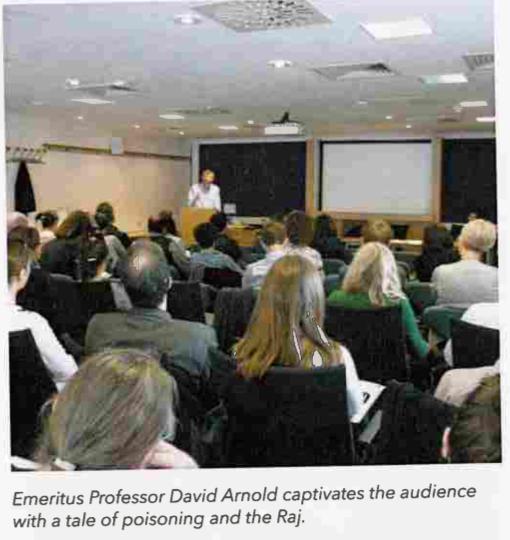 Emeritus Professor David Arnold captivates the audience
with a tale of poisoning and the Raj.